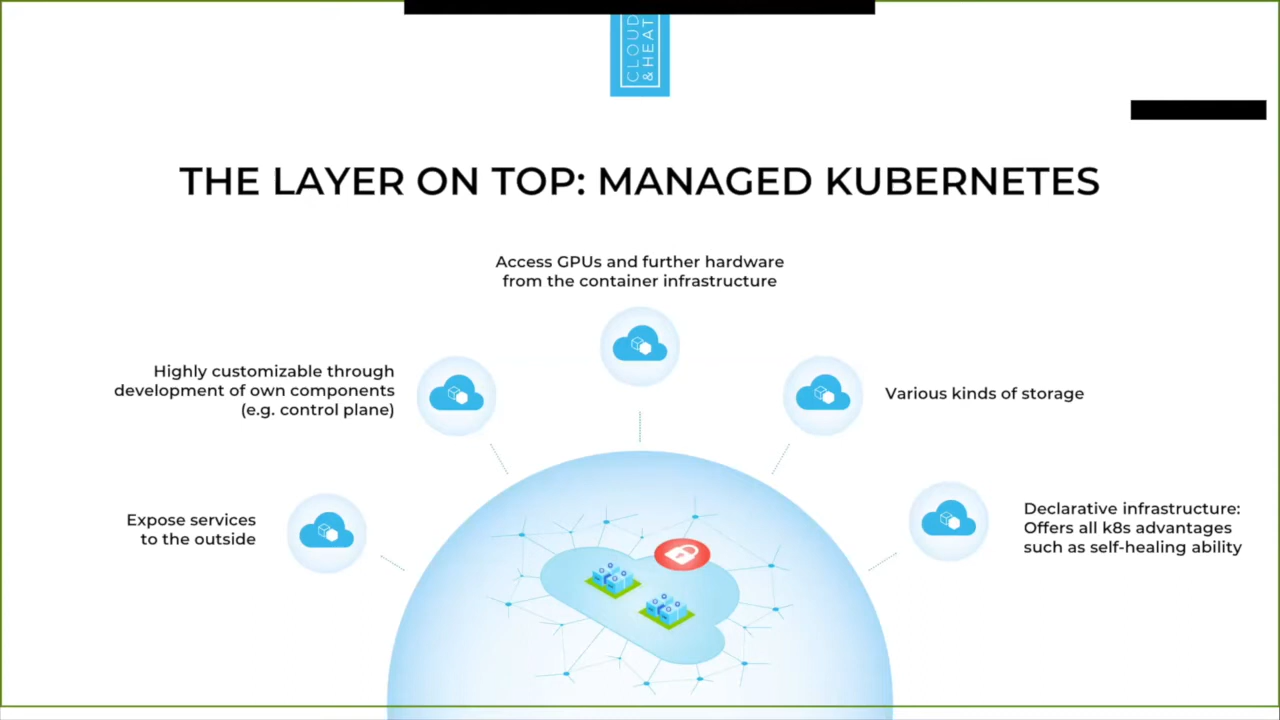 CLOUD
&HEAT
THE LAYER ON TOP: MANAGED KUBERNETES
Access GPUs and further hardware
from the container infrastructure
Highly customizable through
development of own components
(e.g. control plane)
Various kinds of storage
Expose services
to the outside
Declarative infrastructure:
Offers all k8s advantages
such as self-healing ability